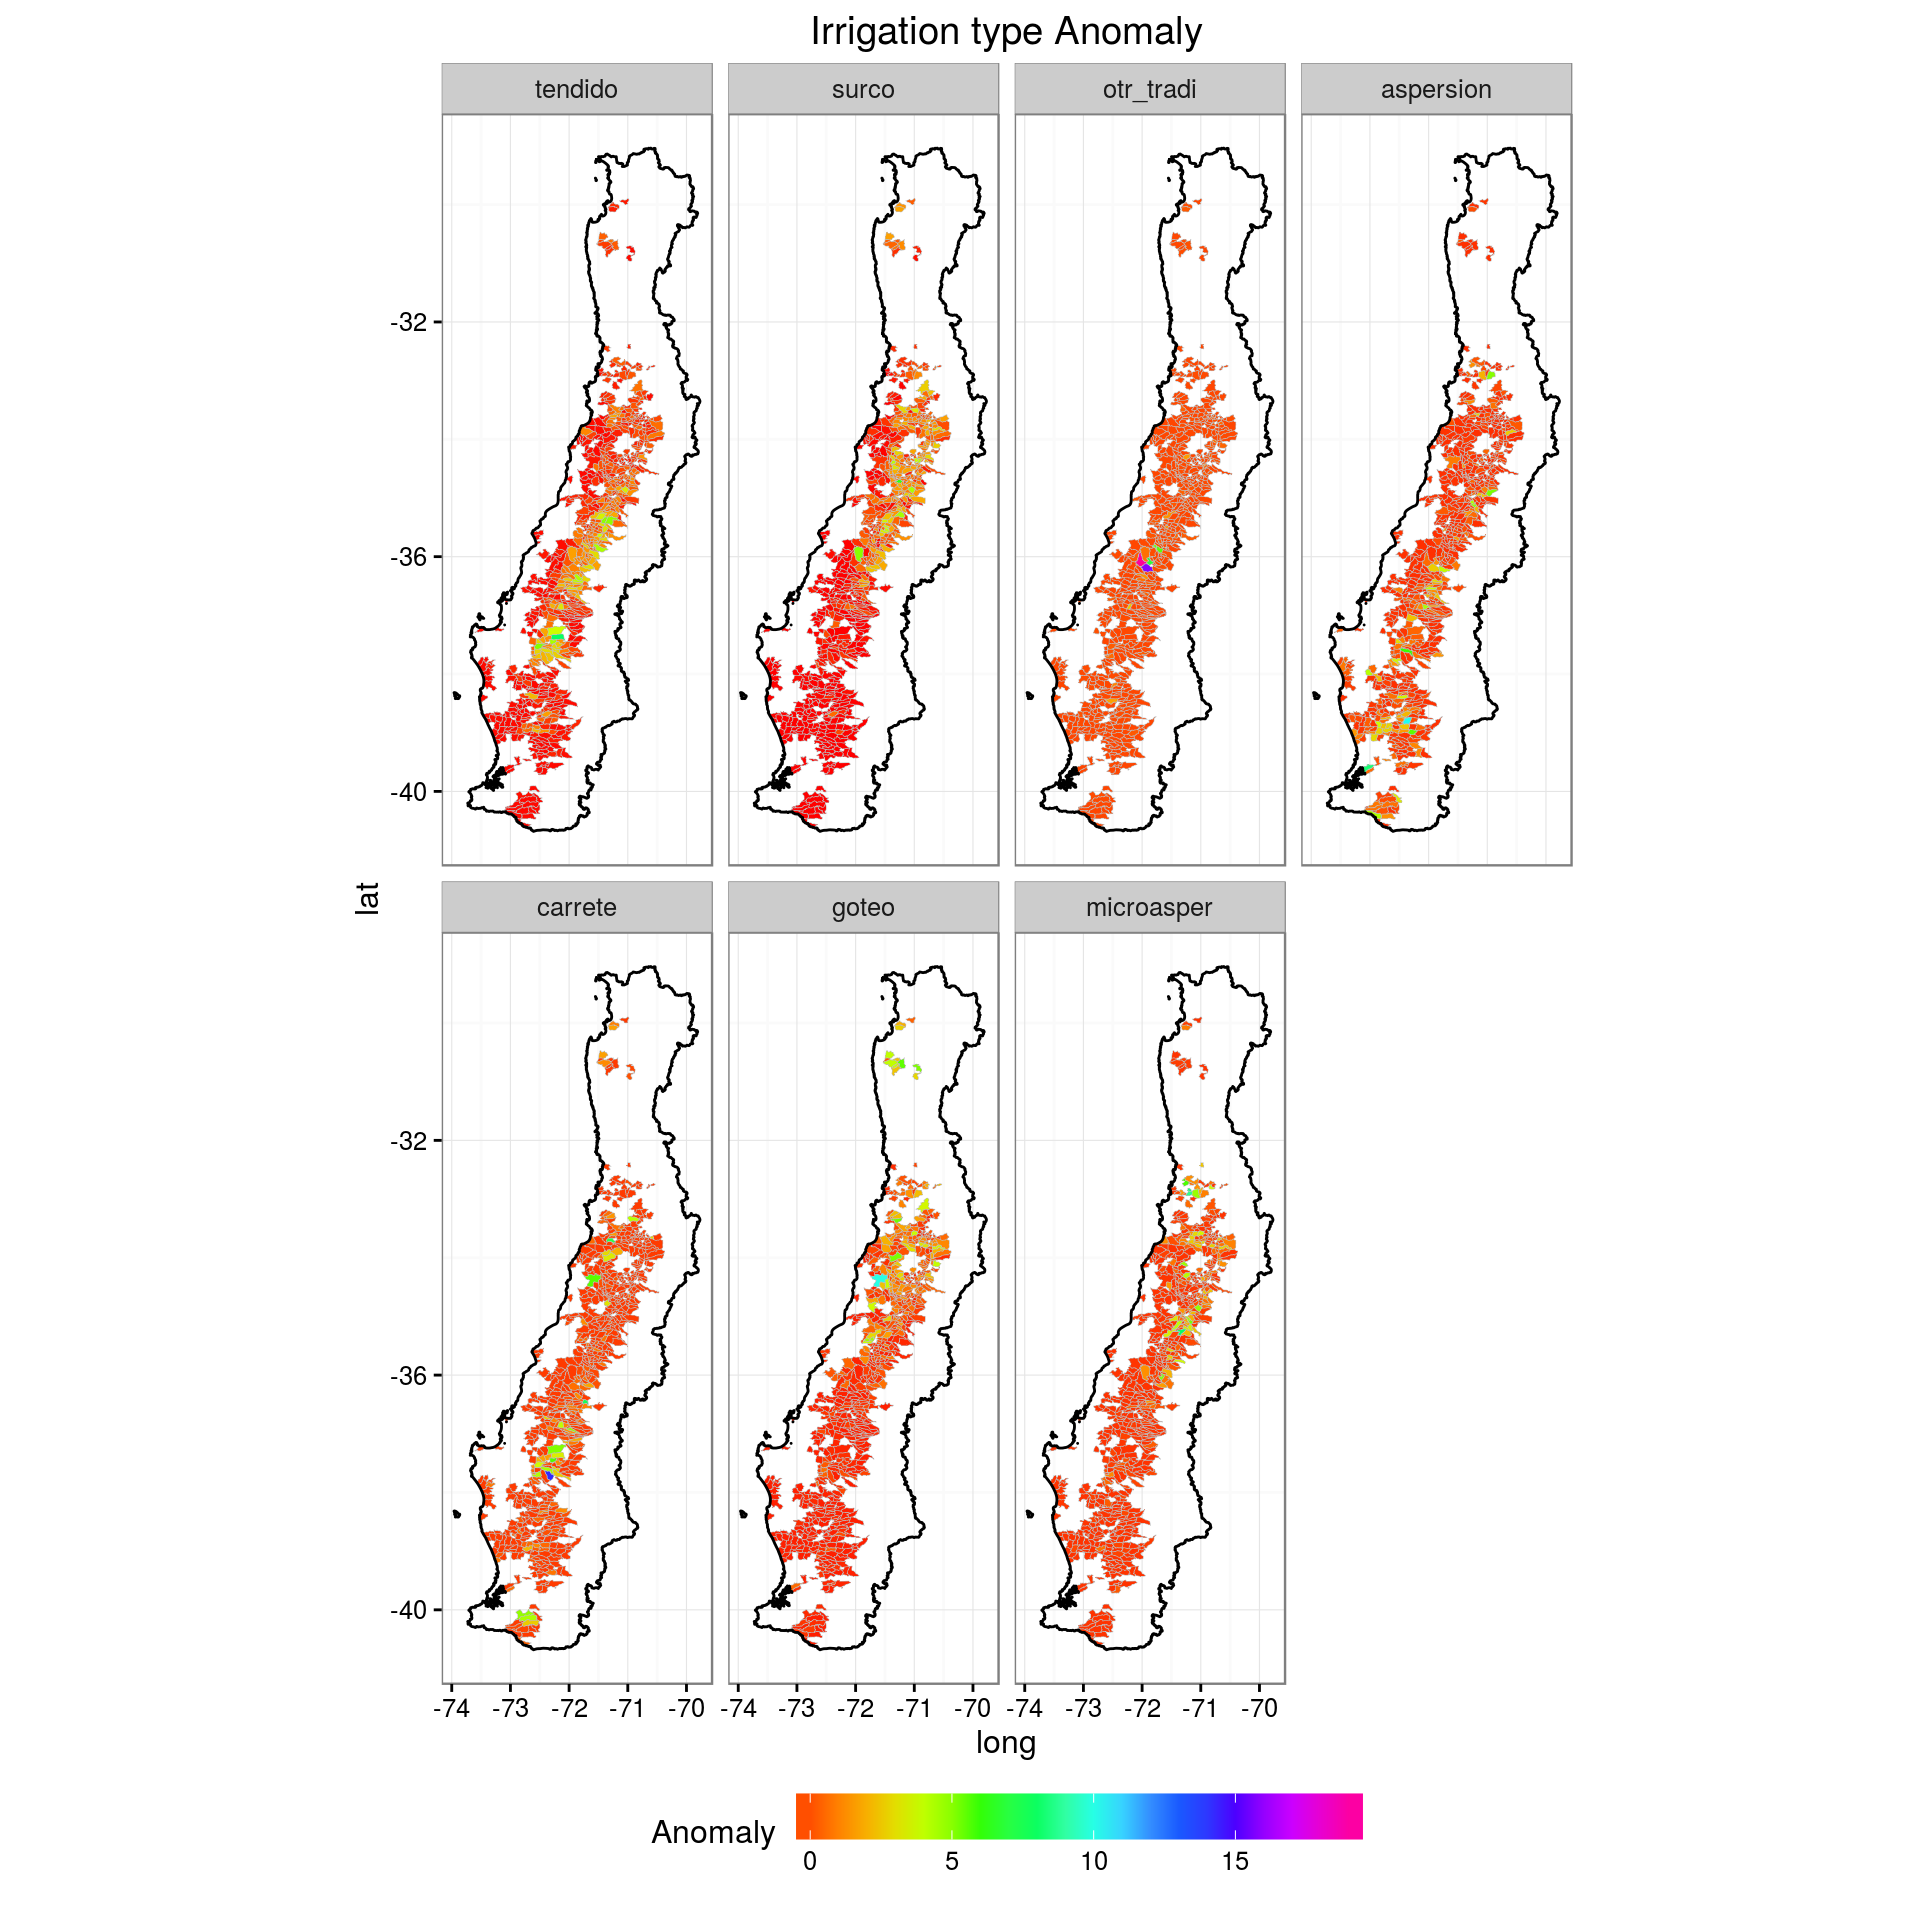 Irrigation type Anomaly
tendido surco otr_tradi aspersion
-32
-36
-40
lat
carrete goteo microasper
-32
-36
-40
-74 -73 -72 -71 -70 -74 -73 -72 -71 -70 -74 -73 -72 -71 -70
long
Anomaly
0 5 10 15